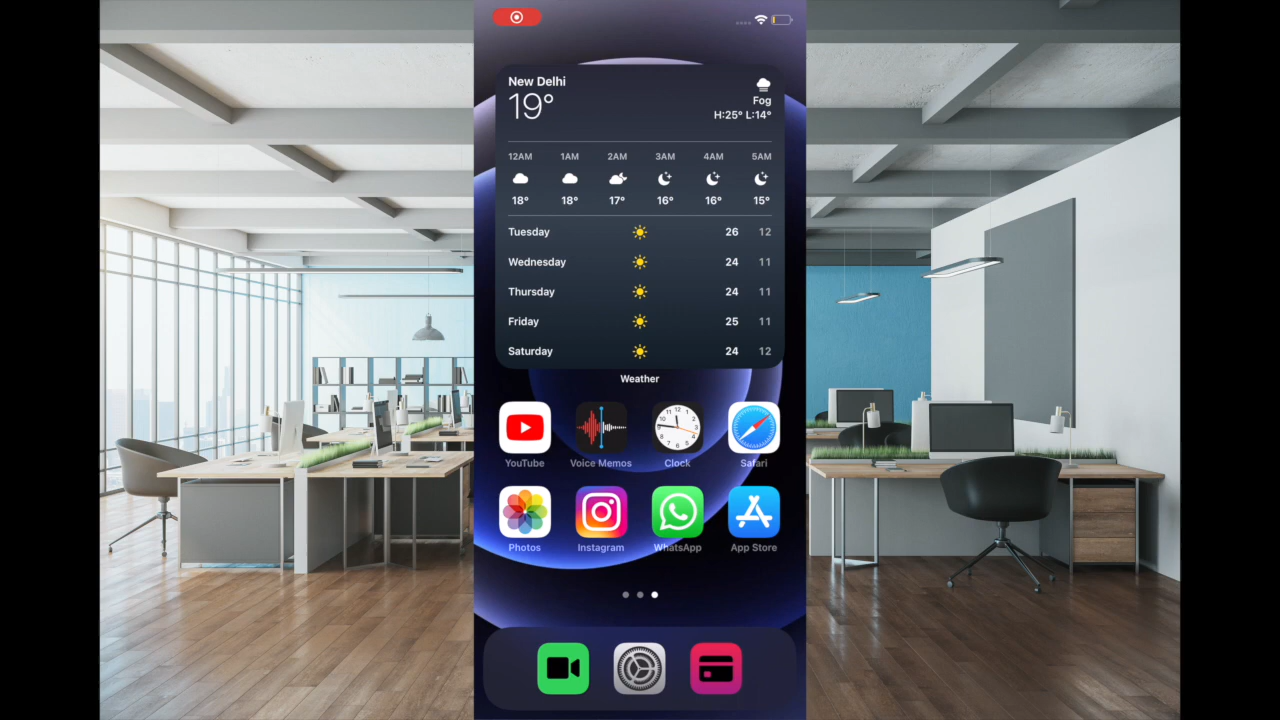 New Delhi
19°
Fog
H:25° L:14°
12AM 1AM 2AM 3AM 4AM 5AM
18° 18° 17° 16° 16° 15°
Tuesday 26 12
Wednesday 24 11
Thursday 24 11
Friday 25 11
Saturday 24 12
Weather
YouTube Voice Memos Clock Safari
Photos Instagram WhatsApp App Store